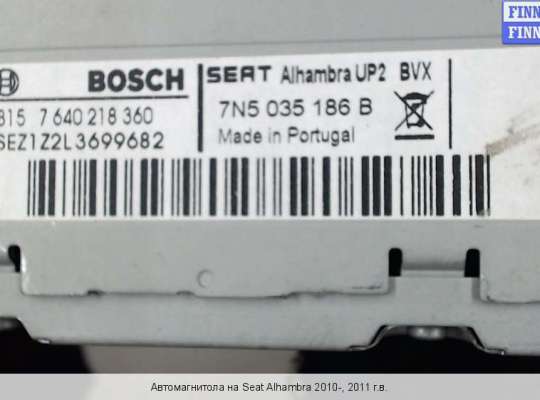 FINN
FINN
BOSCH
SEAT Alhambra UP2 BVX
815 7 640 218 360
7N5 035 186 B
SEZ1Z2L3699682
Made in Portugal
Автомагнитола на Seat Alhambra 2010-, 2011 г.в.